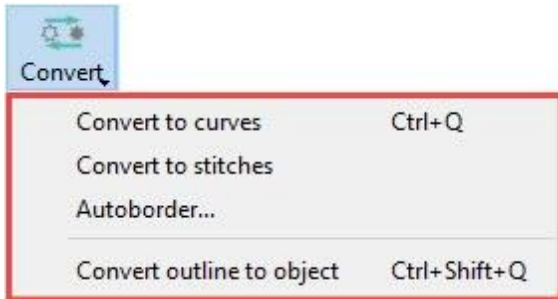 Convert
Convert to curves Ctrl+Q
Convert to stitches
Autoborder...
Convert outline to object Ctrl+Shift+Q